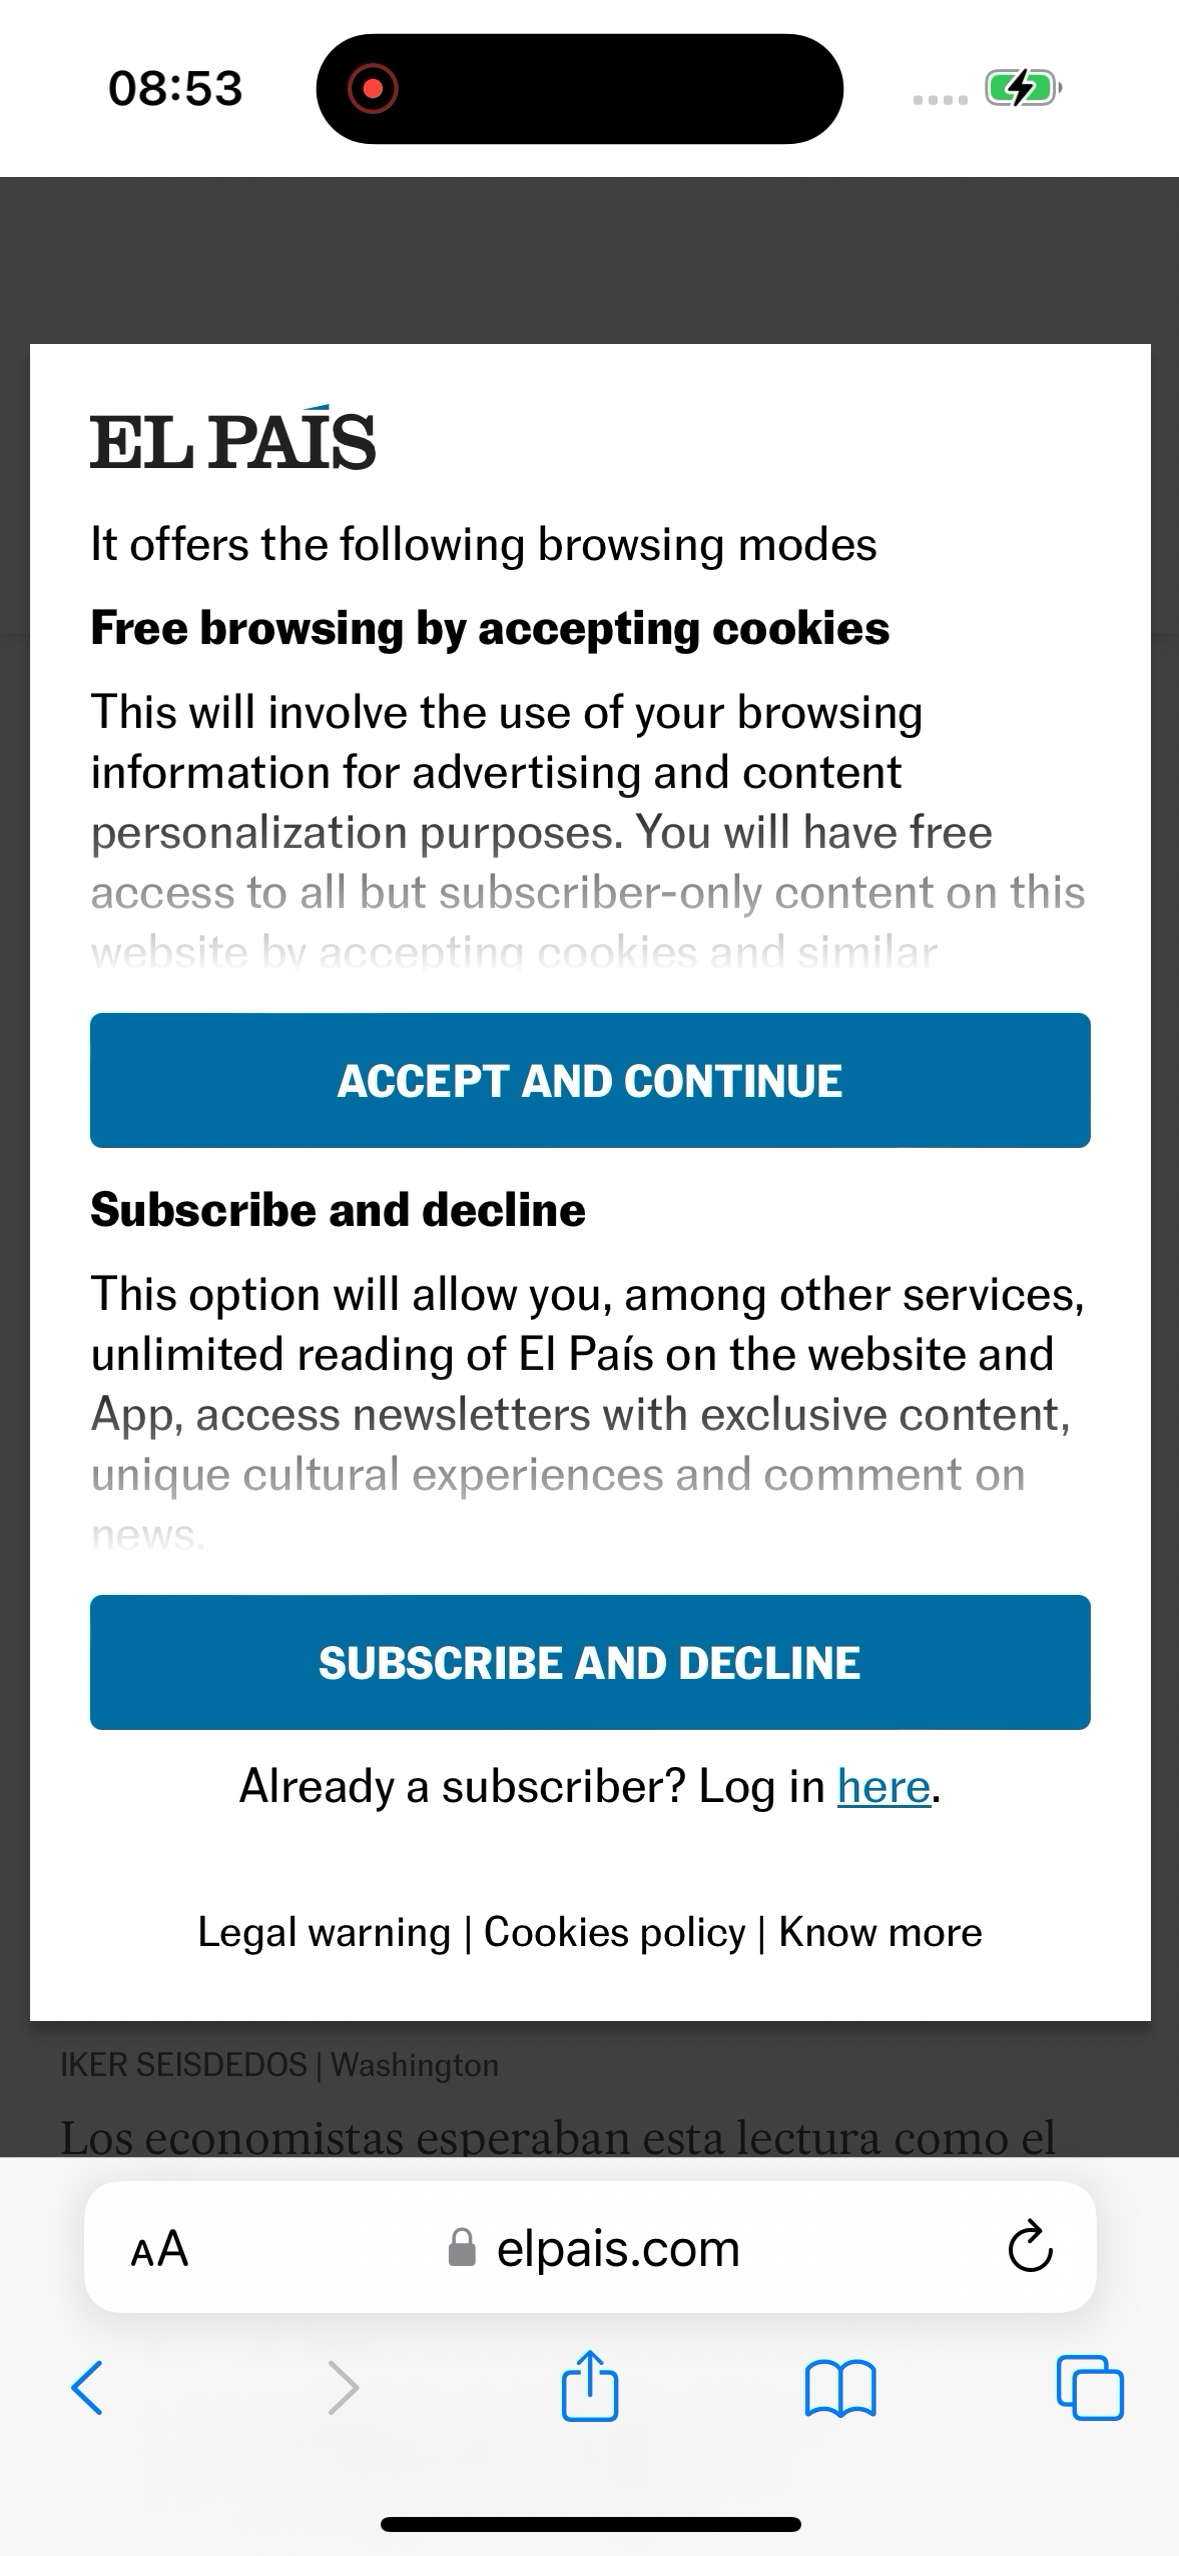 08:53
EL PAÍS
It offers the following browsing modes
Free browsing by accepting cookies
This will involve the use of your browsing
information for advertising and content
personalization purposes. You will have free
access to all but subscriber-only content on this
website by accepting cookies and similar
ACCEPT AND CONTINUE
Subscribe and decline
This option will allow you, among other services,
unlimited reading of El País on the website and
App, access newsletters with exclusive content,
unique cultural experiences and comment on
news.
SUBSCRIBE AND DECLINE
Already a subscriber? Log in here.
Legal warning | Cookies policy | Know more
IKER SEISDEDOS | Washington
Los economistas esperaban esta lectura como el
AA elpais.com